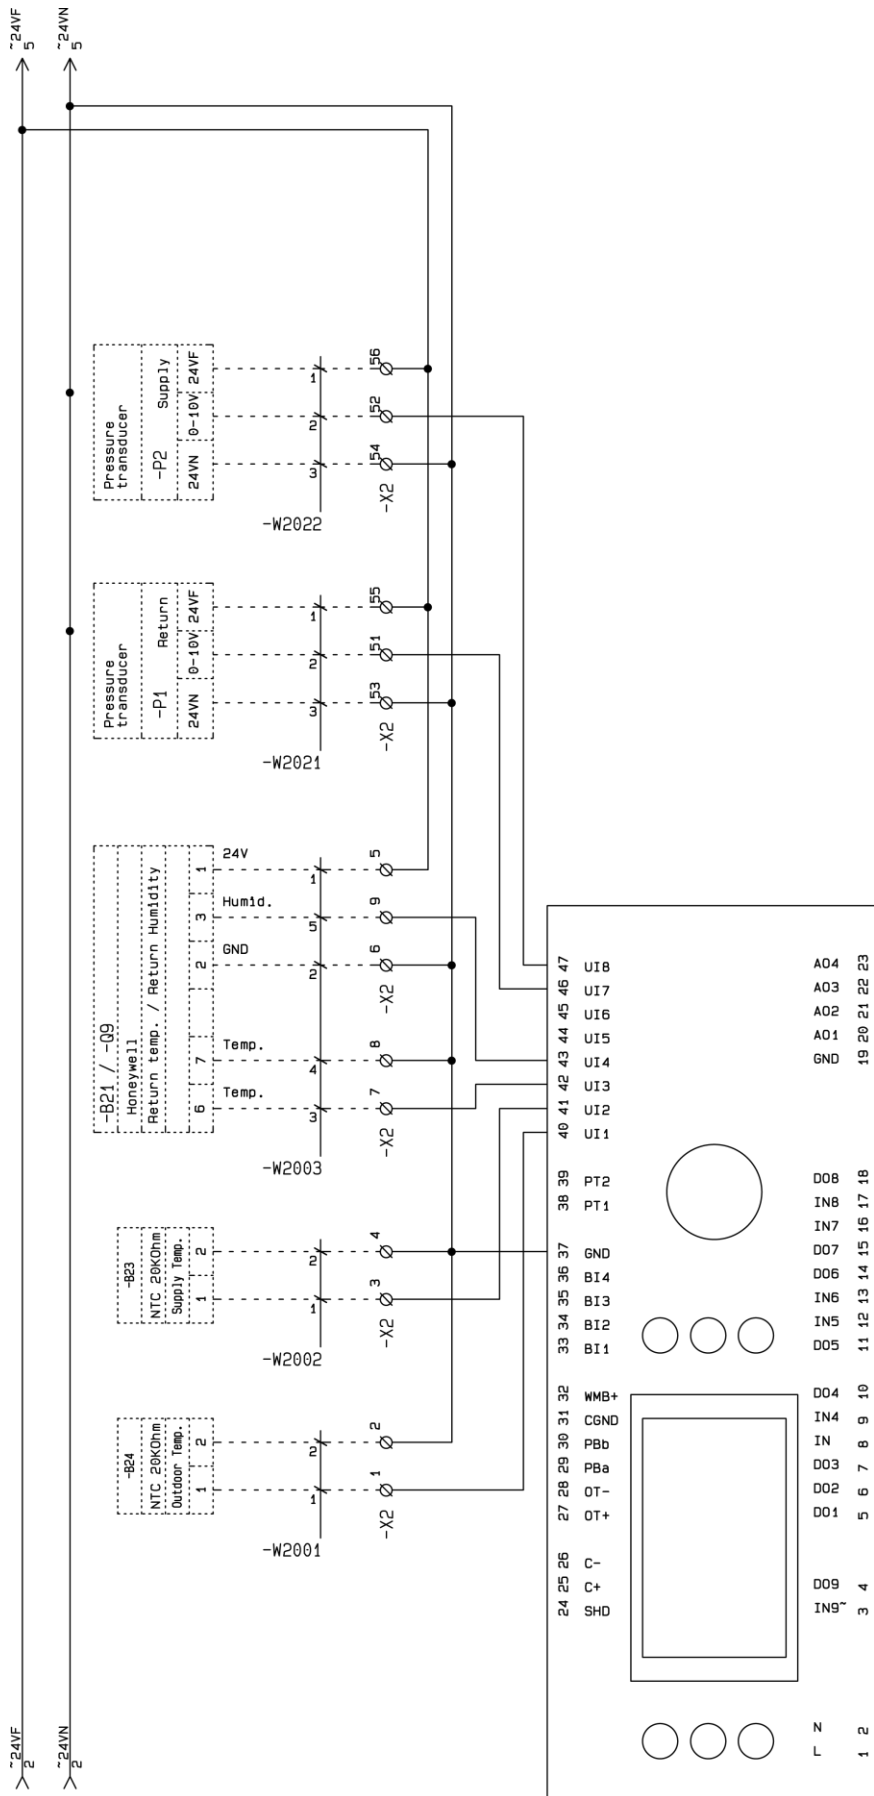 ~24VF
5
~24VN
5
Pressure
transducer
-P2
Supply
24VN
0-10V
24VF
1
2
3
-W2022
56
52
54
-X2
Pressure
transducer
-P1
Return
24VN
0-10V
24VF
1
2
3
-W2021
55
51
53
-X2
-B21 / -Q9
Honeywell
Return temp. / Return Humidity
1
3
2
7
6
24V
Humid.
GND
Temp.
Temp.
1
5
2
4
3
-W2003
5
9
6
-X2
8
7
-X2
-B23
NTC 20KOhm
Supply Temp.
2
1
2
1
-W2002
4
3
-X2
-B24
NTC 20KOhm
Outdoor Temp.
2
1
2
1
-W2001
2
1
-X2
47 UI8
46 UI7
45 UI6
44 UI5
43 UI4
42 UI3
41 UI2
40 UI1
39 PT2
38 PT1
37 GND
36 BI4
35 BI3
34 BI2
33 BI1
32 WMB+
31 CGND
30 PBb
29 PBa
28 OT-
27 OT+
26 C-
25 C+
24 SHD
AO4 23
AO3 22
AO2 21
AO1 20
GND 19
DO8 18
IN8 17
IN7 16
DO7 15
DO6 14
IN6 13
IN5 12
DO5 11
DO4 10
IN4 9
IN 8
DO3 7
DO2 6
DO1 5
DO9 4
IN9~ 3
N 2
L 1
~24VF
2
~24VN
2